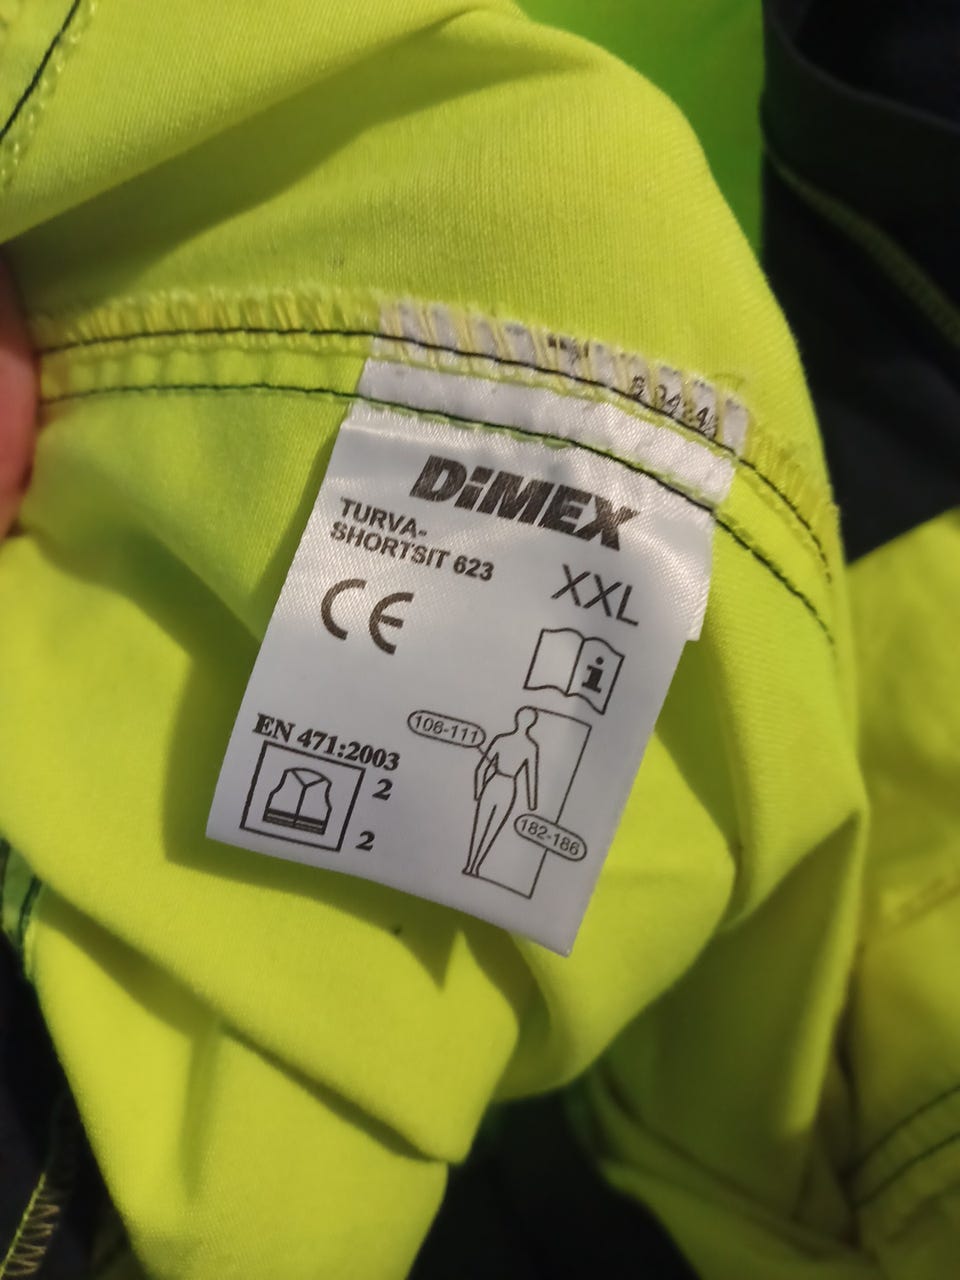 DiMEX
TURVA-
SHORTSIT 623
XXL
CE
i
106-111
EN 471:2003
2
182-186
2